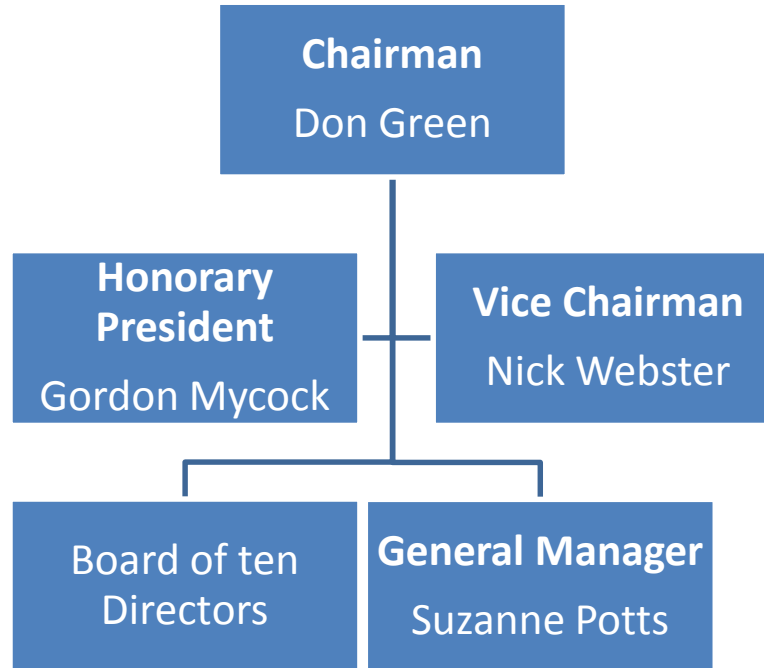 Chairman
Don Green
Honorary
President
Gordon Mycock
Vice Chairman
Nick Webster
Board of ten
Directors
General Manager
Suzanne Potts